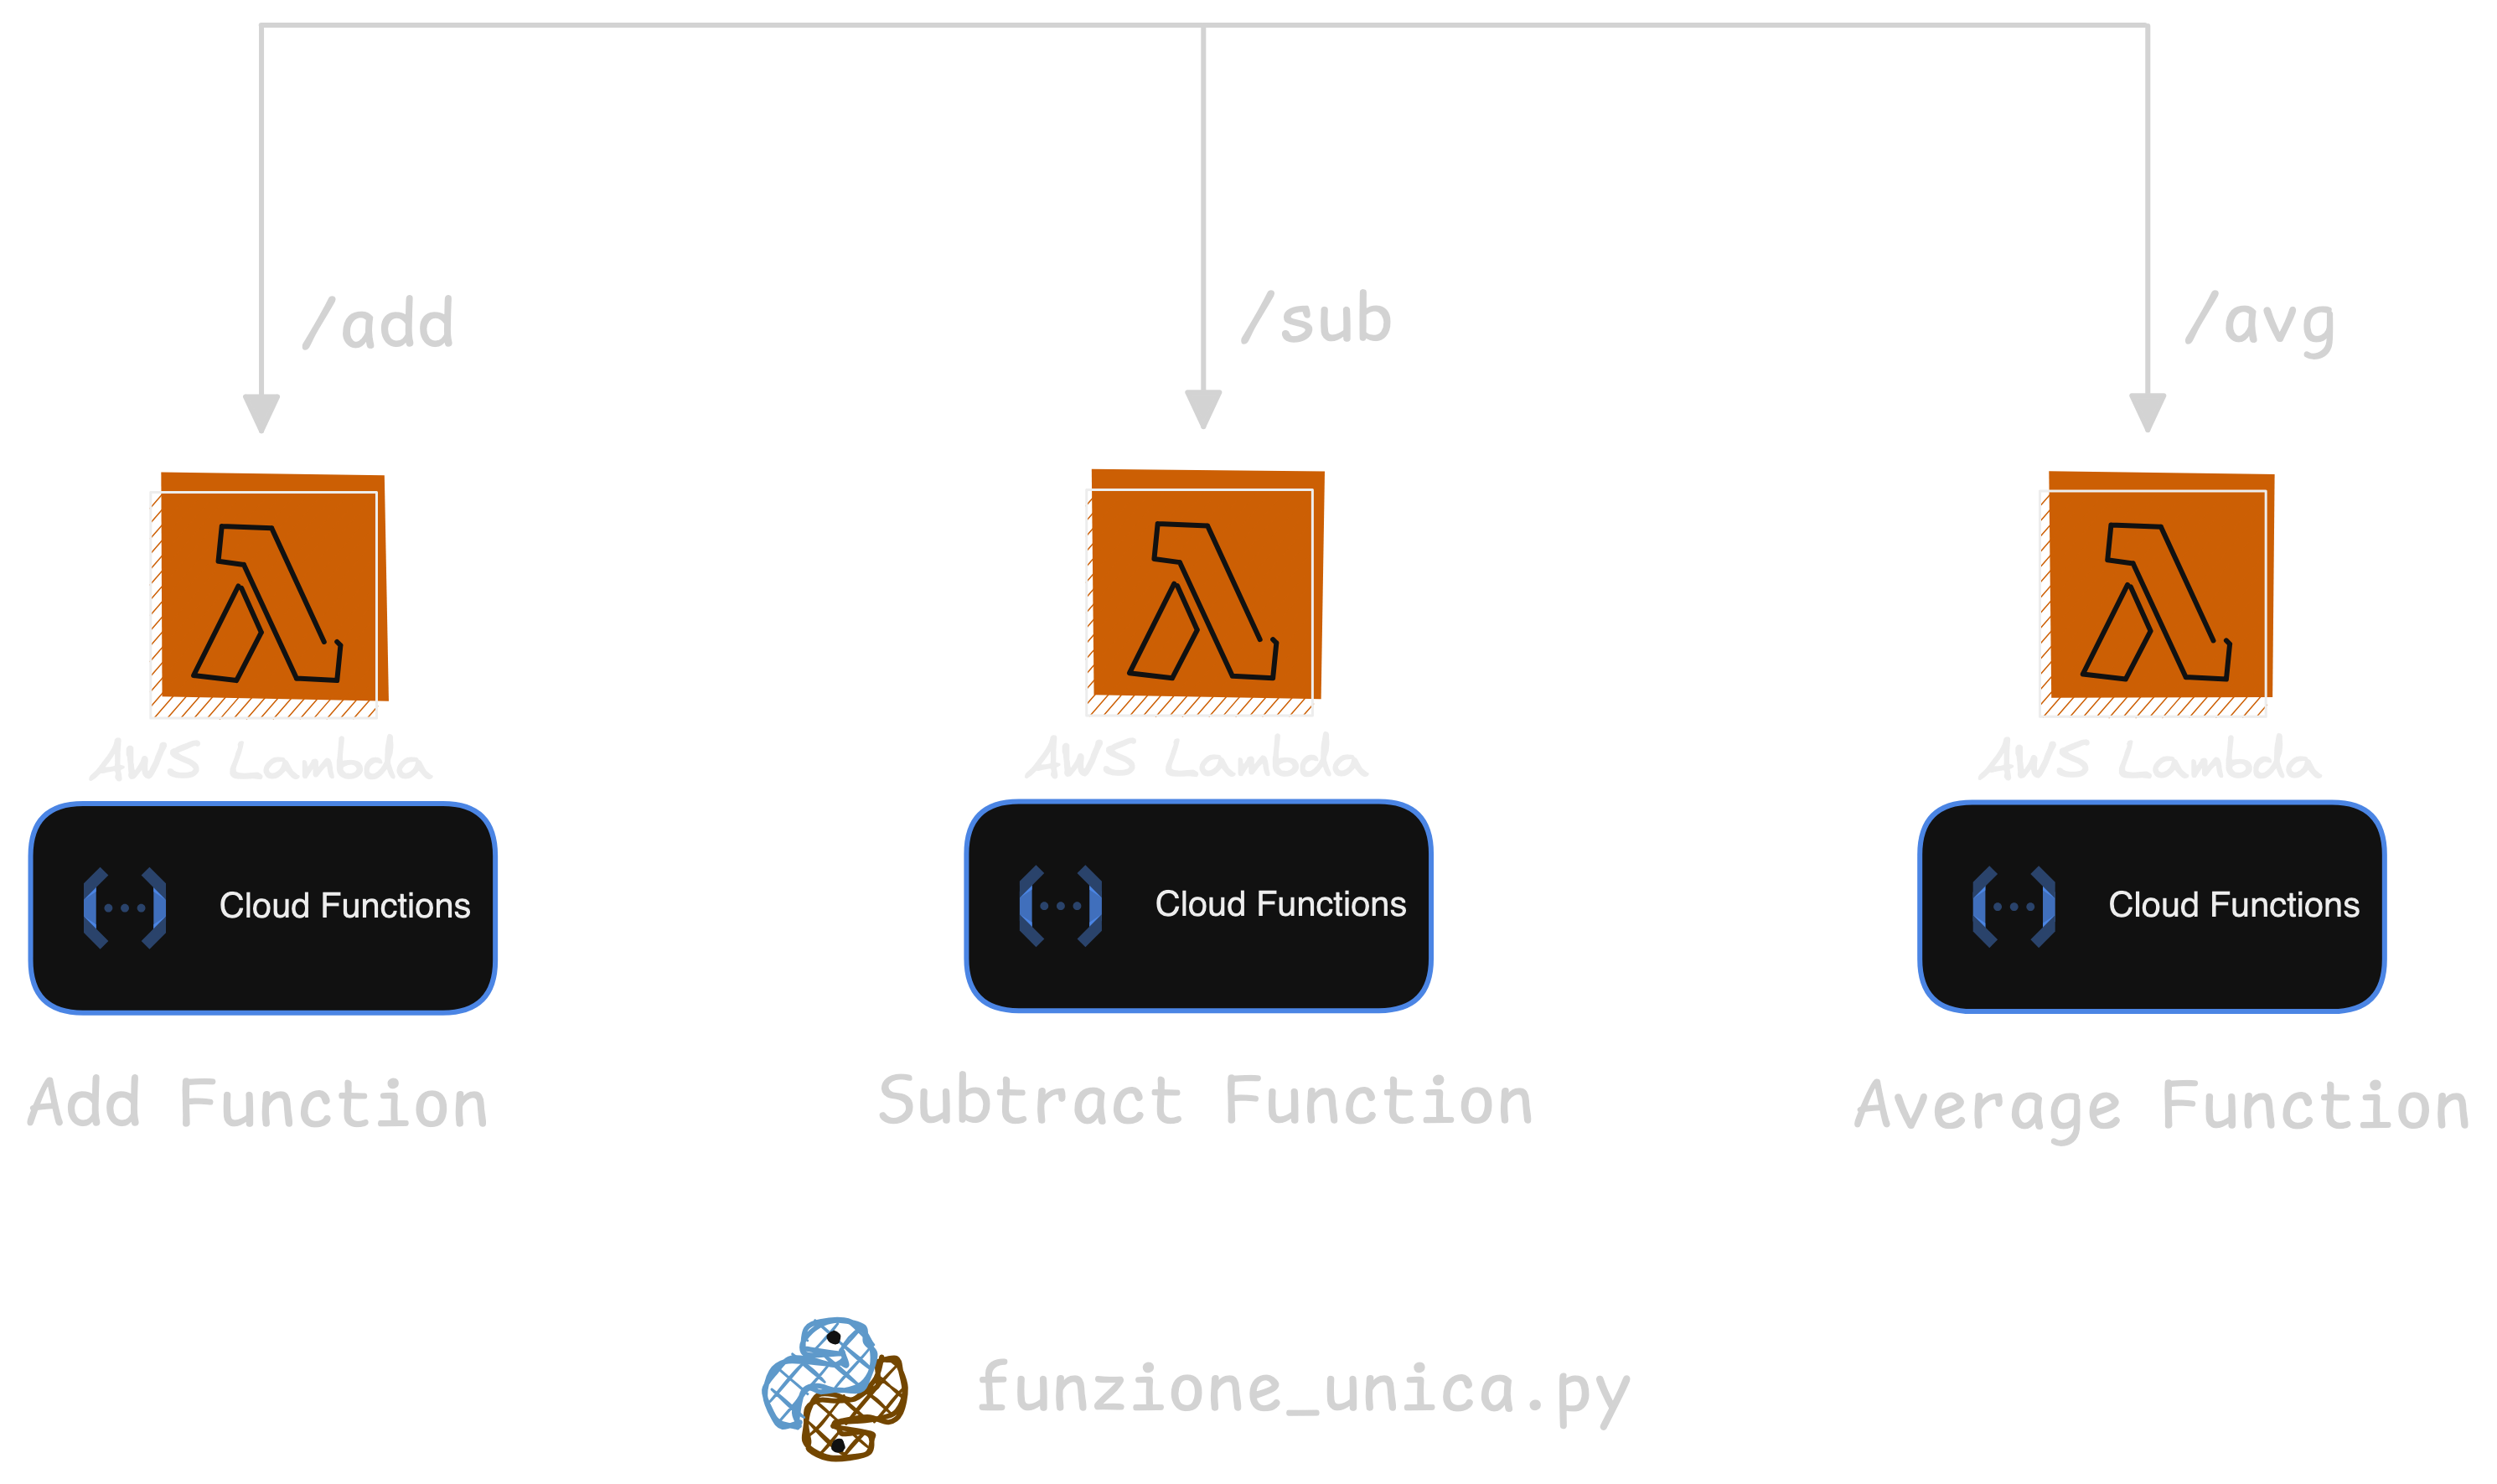 /add
/sub
/avg
AWS Lambda
AWS Lambda
AWS Lambda
Cloud Functions
Cloud Functions
Cloud Functions
Add Function
Subtract Function
Average Function
funzione_unica.py